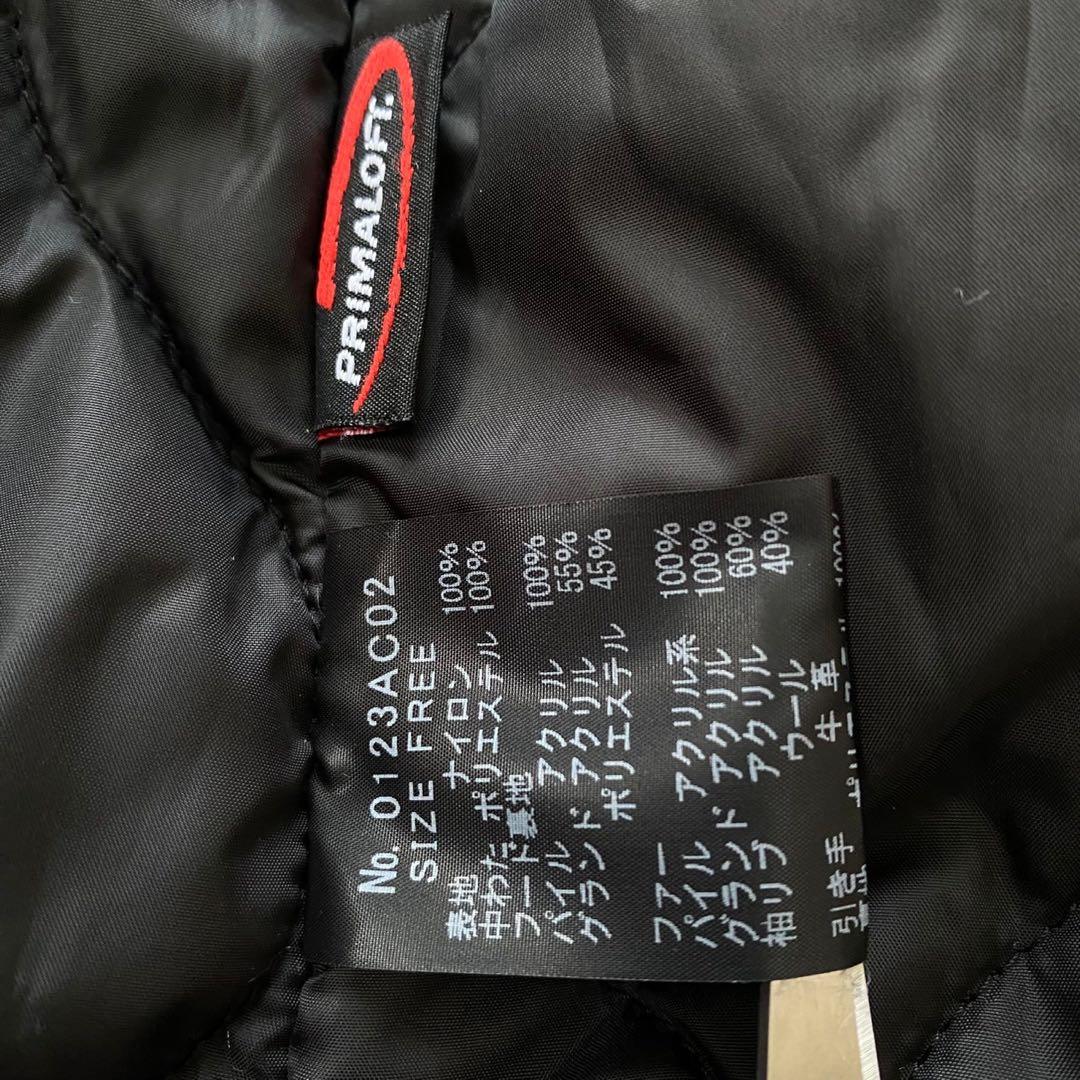 PRIMALOFT.
No. 0123AC02
SIZE FREE
表地 ナイロン 100%
中わた ポリエステル 100%
フード裏地
パイル アクリル 100%
グランド アクリル 55%
ポリエステル 45%
ファー
パイル アクリル系 100%
グランド アクリル 100%
袖リブ アクリル 60%
ウール 40%
引き手 牛革